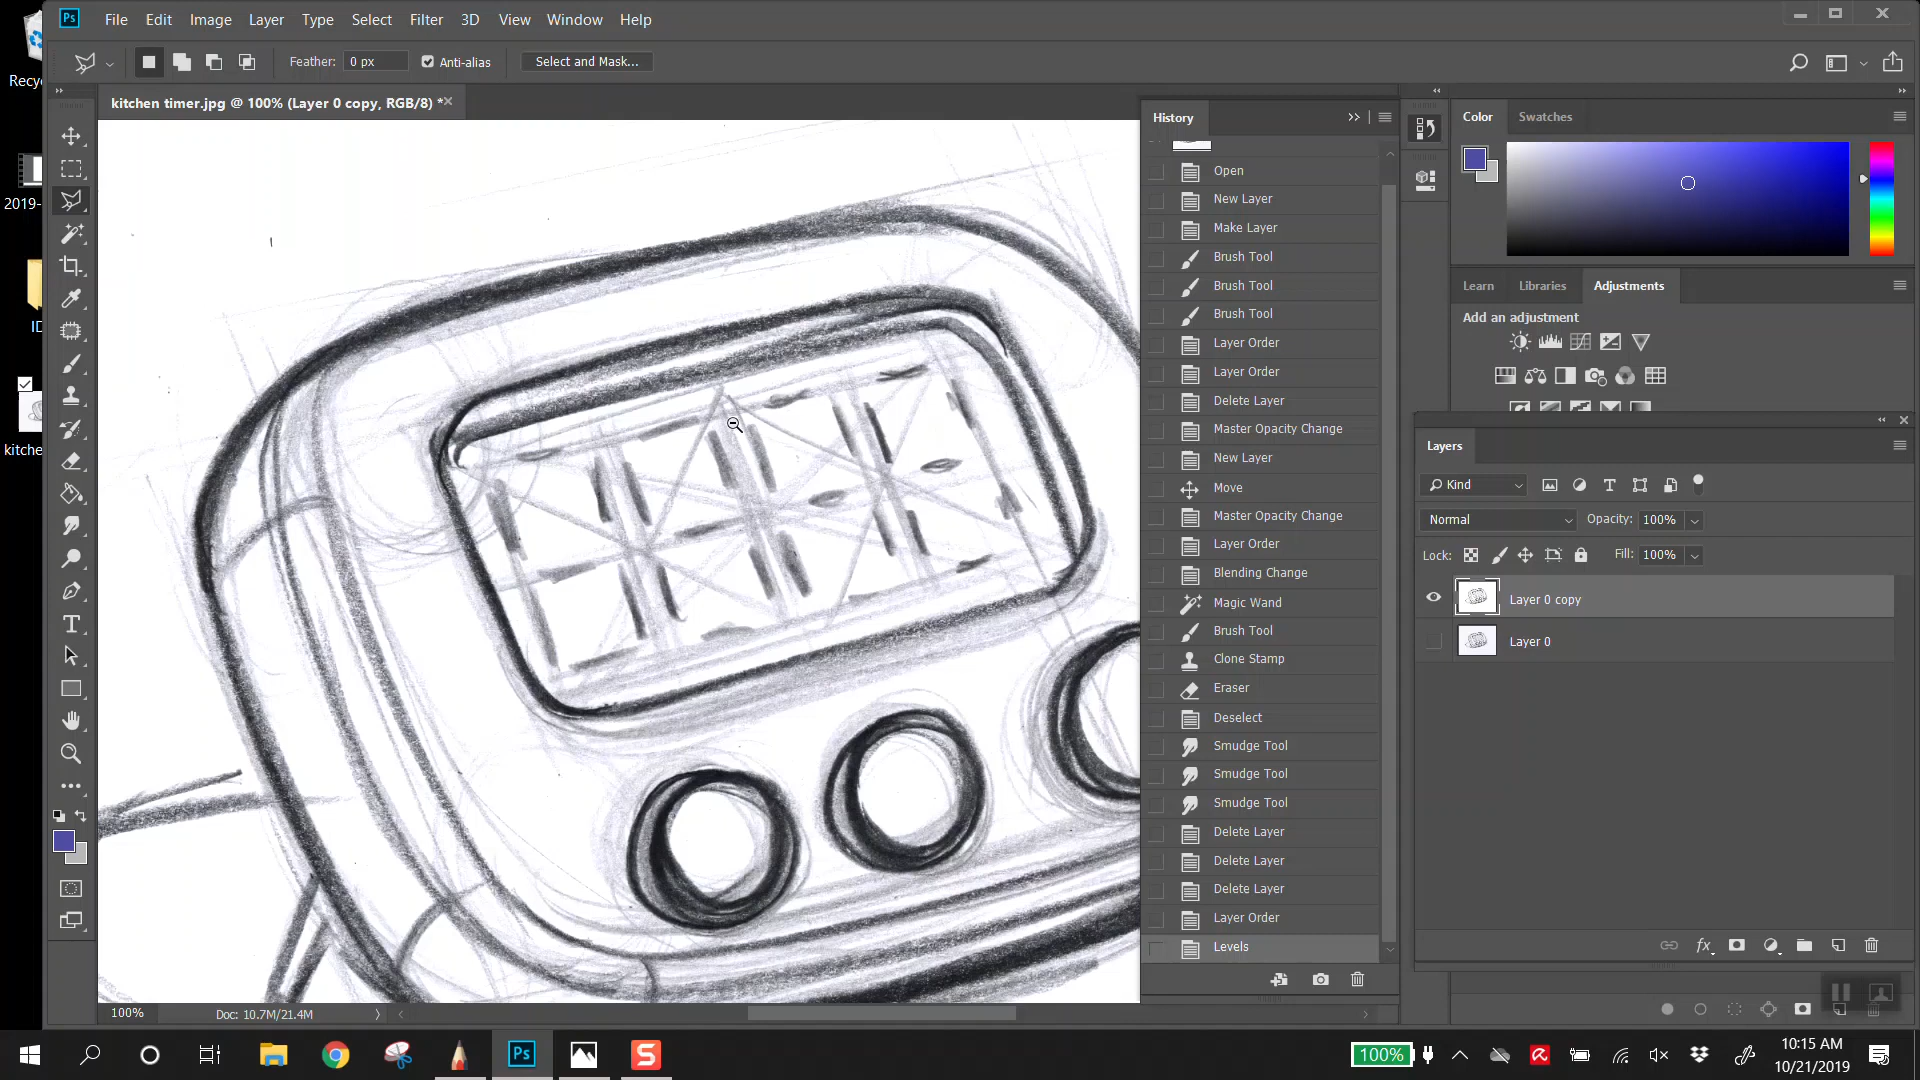 Ps File Edit Image Layer Type Select Filter 3D View Window Help
Recyc
Feather: 0 px Anti-alias Select and Mask...
kitchen timer.jpg @ 100% (Layer 0 copy, RGB/8) *
2019-
ID
kitche
History
Open
New Layer
Make Layer
Brush Tool
Brush Tool
Brush Tool
Layer Order
Layer Order
Delete Layer
Master Opacity Change
New Layer
Move
Master Opacity Change
Layer Order
Blending Change
Magic Wand
Brush Tool
Clone Stamp
Eraser
Deselect
Smudge Tool
Smudge Tool
Smudge Tool
Delete Layer
Delete Layer
Delete Layer
Layer Order
Levels
Color Swatches
Learn Libraries Adjustments
Add an adjustment
Layers
Kind
Normal Opacity: 100%
Lock: Fill: 100%
Layer 0 copy
Layer 0
fx
100% Doc: 10.7M/21.4M
Ps S 100% 10:15 AM
10/21/2019